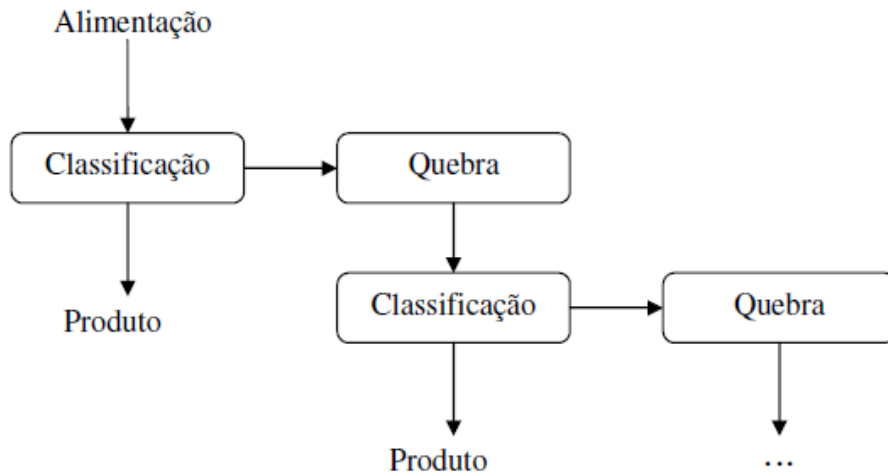 Alimentação
Classificação
Quebra
Produto
Classificação
Quebra
Produto
...